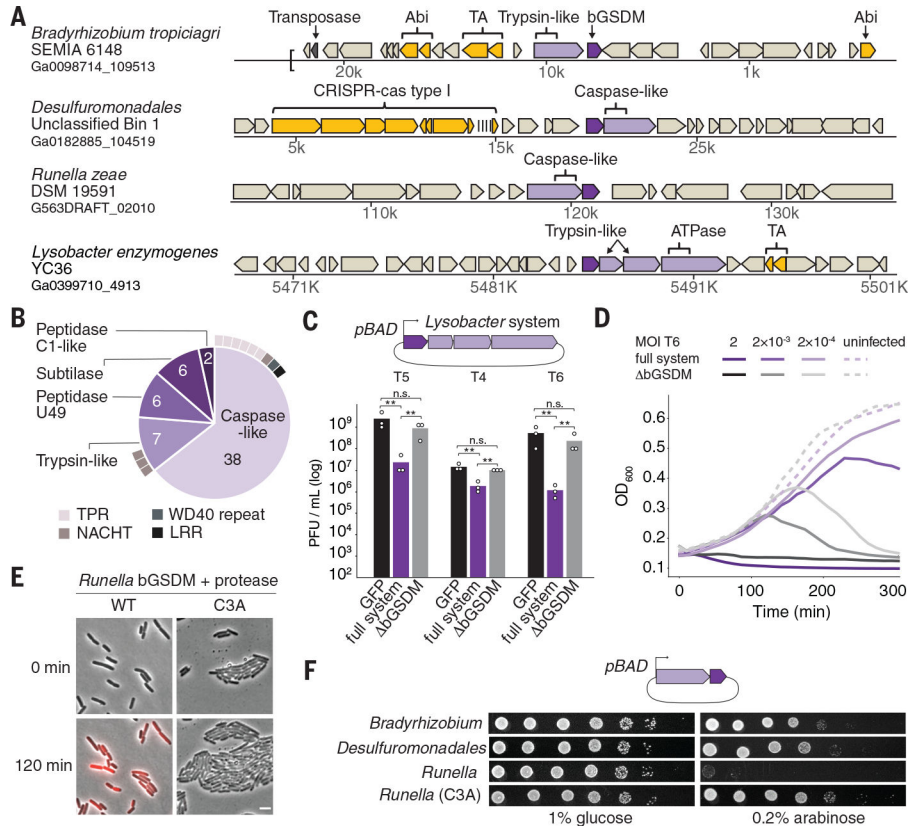 A
Transposase Abi TA Trypsin-like bGSDM Abi
Bradyrhizobium tropiciagri
SEMIA 6148
Ga0098714_109513
20k 10k 1k
Desulfuromonadales
Unclassified Bin 1
Ga0182885_104519
CRISPR-cas type I Caspase-like
5k 15k 25k
Runella zeae
DSM 19591
G563DRAFT_02010
Caspase-like
110k 120k 130k
Lysobacter enzymogenes
YC36
Ga0399710_4913
Trypsin-like ATPase TA
5471K 5481K 5491K 5501K
B
Peptidase
C1-like
Subtilase
Peptidase
U49
Trypsin-like
2
6
6
7
Caspase
-like
38
TPR
NACHT
WD40 repeat
LRR
C
pBAD Lysobacter system
T5 T4 T6
n.s. n.s. n.s.
** ** ** ** ** **
PFU / mL (log)
10⁹
10⁸
10⁷
10⁶
10⁵
10⁴
10³
10²
GFP full system ΔbGSDM GFP full system ΔbGSDM GFP full system ΔbGSDM
D
MOI T6 2 2×10⁻³ 2×10⁻⁴ uninfected
full system
ΔbGSDM
OD₆₀₀
0.6
0.5
0.4
0.3
0.2
0.1
0 100 200 300
Time (min)
E
Runella bGSDM + protease
WT C3A
0 min
120 min
F
pBAD
Bradyrhizobium
Desulfuromonadales
Runella
Runella (C3A)
1% glucose 0.2% arabinose